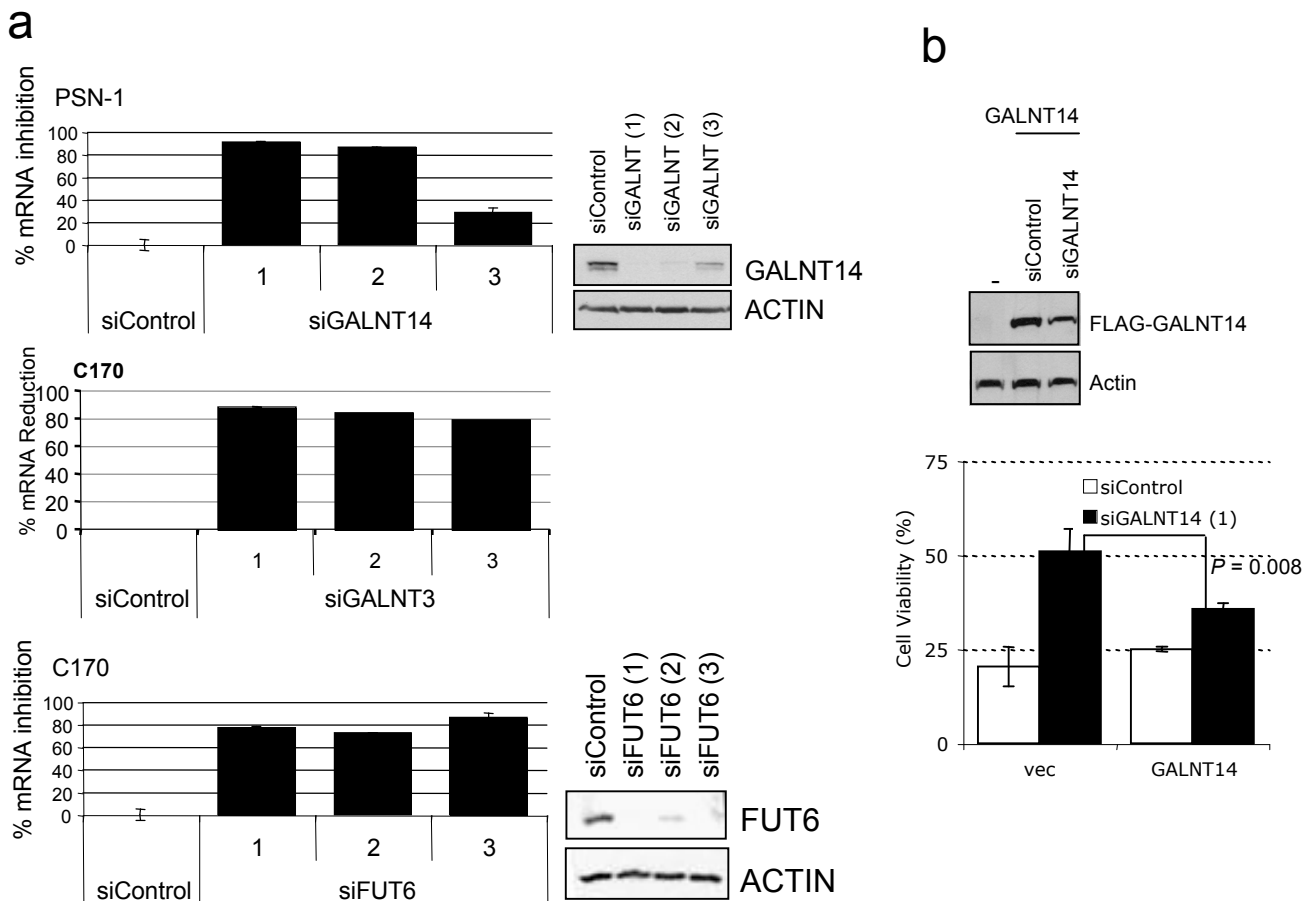 a
PSN-1
% mRNA inhibition
100
80
60
40
20
0
1
2
3
siControl
siGALNT14
siControl
siGALNT (1)
siGALNT (2)
siGALNT (3)
GALNT14
ACTIN
C170
% mRNA Reduction
100
80
60
40
20
0
1
2
3
siControl
siGALNT3
C170
% mRNA inhibition
100
80
60
40
20
0
1
2
3
siControl
siFUT6
siControl
siFUT6 (1)
siFUT6 (2)
siFUT6 (3)
FUT6
ACTIN
b
GALNT14
-
siControl
siGALNT14
FLAG-GALNT14
Actin
Cell Viability (%)
75
50
25
0
siControl
siGALNT14 (1)
P = 0.008
vec
GALNT14